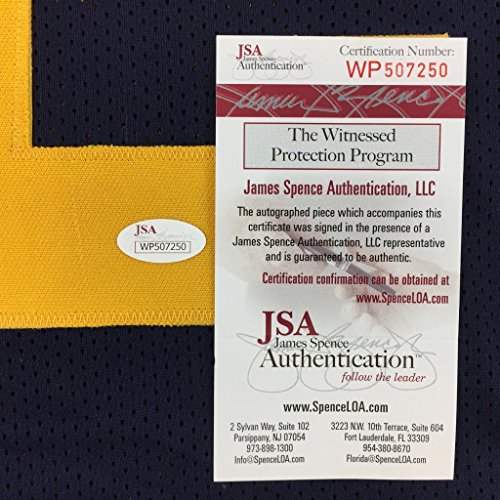 JSA
James Spence
Authentication™
Certification Number:
WP507250
James Spence
The Witnessed
Protection Program
James Spence Authentication, LLC
The autographed piece which accompanies this
certificate was signed in the presence of a
James Spence Authentication, LLC representative
and is guaranteed to be authentic.
Certification confirmation can be obtained at
www.SpenceLOA.com
JSA
James Spence
Authentication™
follow the leader
www.SpenceLOA.com
2 Sylvan Way, Suite 102
Parsippany, NJ 07054
973-898-1300
Info@SpenceLOA.com
3223 N.W. 10th Terrace, Suite 604
Fort Lauderdale, FL 33309
954-380-8670
Florida@SpenceLOA.com
JSA
WP507250